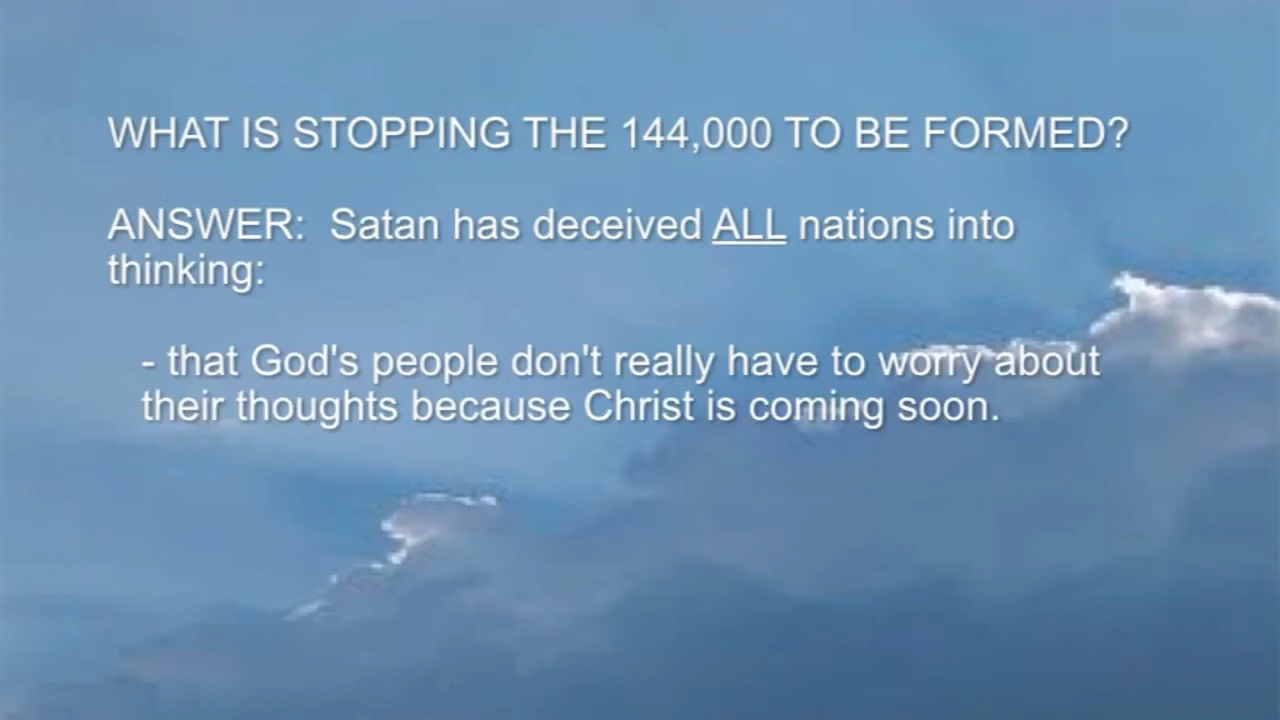 WHAT IS STOPPING THE 144,000 TO BE FORMED?
ANSWER:  Satan has deceived ALL nations into
thinking:
- that God's people don't really have to worry about
their thoughts because Christ is coming soon.